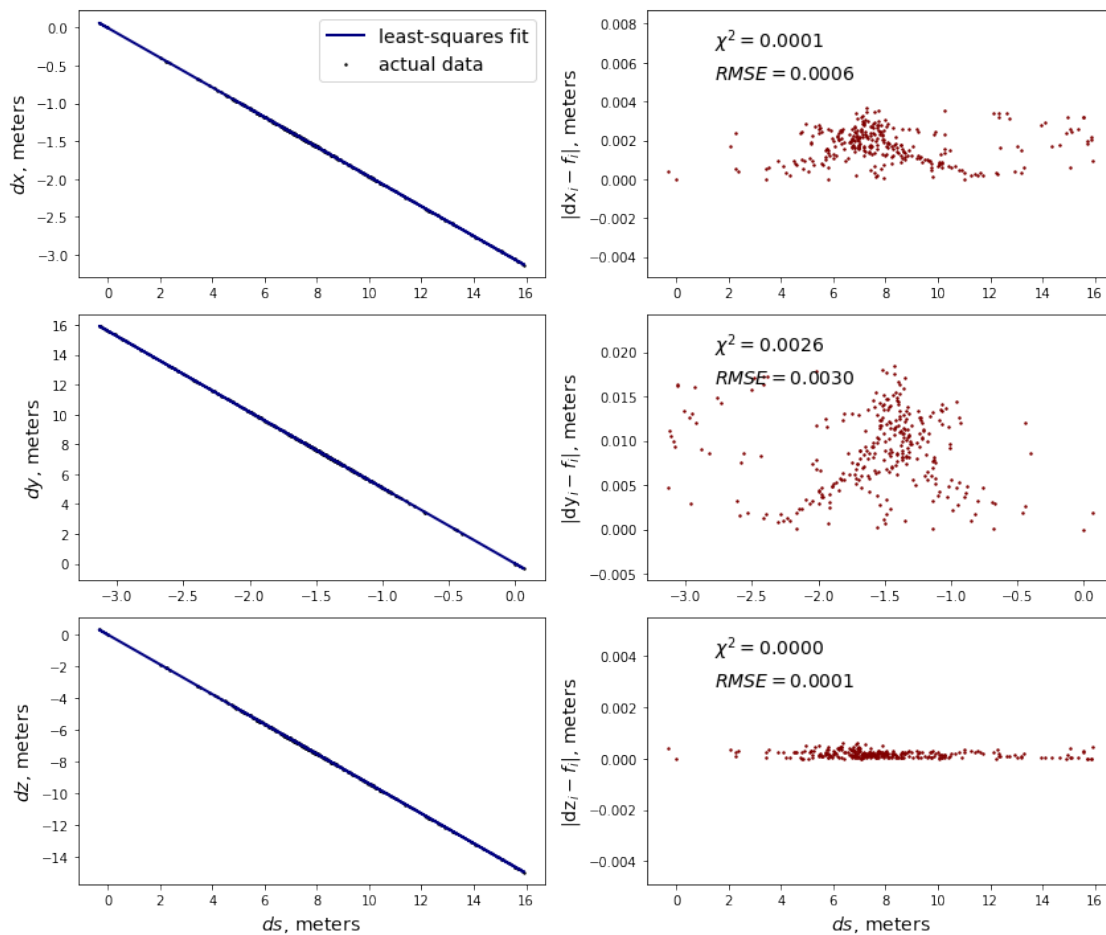 0.0
−0.5
−1.0
−1.5
−2.0
−2.5
−3.0
dx, meters
least-squares fit
actual data
0 2 4 6 8 10 12 14 16
0.008
0.006
0.004
0.002
0.000
−0.002
−0.004
|dx_i − f_i|, meters
χ² = 0.0001
RMSE = 0.0006
0 2 4 6 8 10 12 14 16
16
14
12
10
8
6
4
2
0
dy, meters
−3.0 −2.5 −2.0 −1.5 −1.0 −0.5 0.0
0.020
0.015
0.010
0.005
0.000
−0.005
|dy_i − f_i|, meters
χ² = 0.0026
RMSE = 0.0030
−3.0 −2.5 −2.0 −1.5 −1.0 −0.5 0.0
0
−2
−4
−6
−8
−10
−12
−14
dz, meters
0 2 4 6 8 10 12 14 16
ds, meters
0.004
0.002
0.000
−0.002
−0.004
|dz_i − f_i|, meters
χ² = 0.0000
RMSE = 0.0001
0 2 4 6 8 10 12 14 16
ds, meters